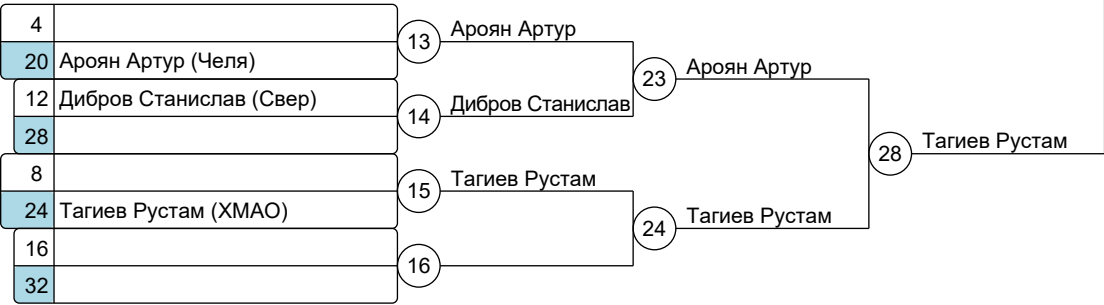 4
20 Ароян Артур (Челя)
13 Ароян Артур
12 Дибров Станислав (Свер)
28
14 Дибров Станислав
23 Ароян Артур
8
24 Тагиев Рустам (ХМАО)
15 Тагиев Рустам
16
32
16
24 Тагиев Рустам
28 Тагиев Рустам